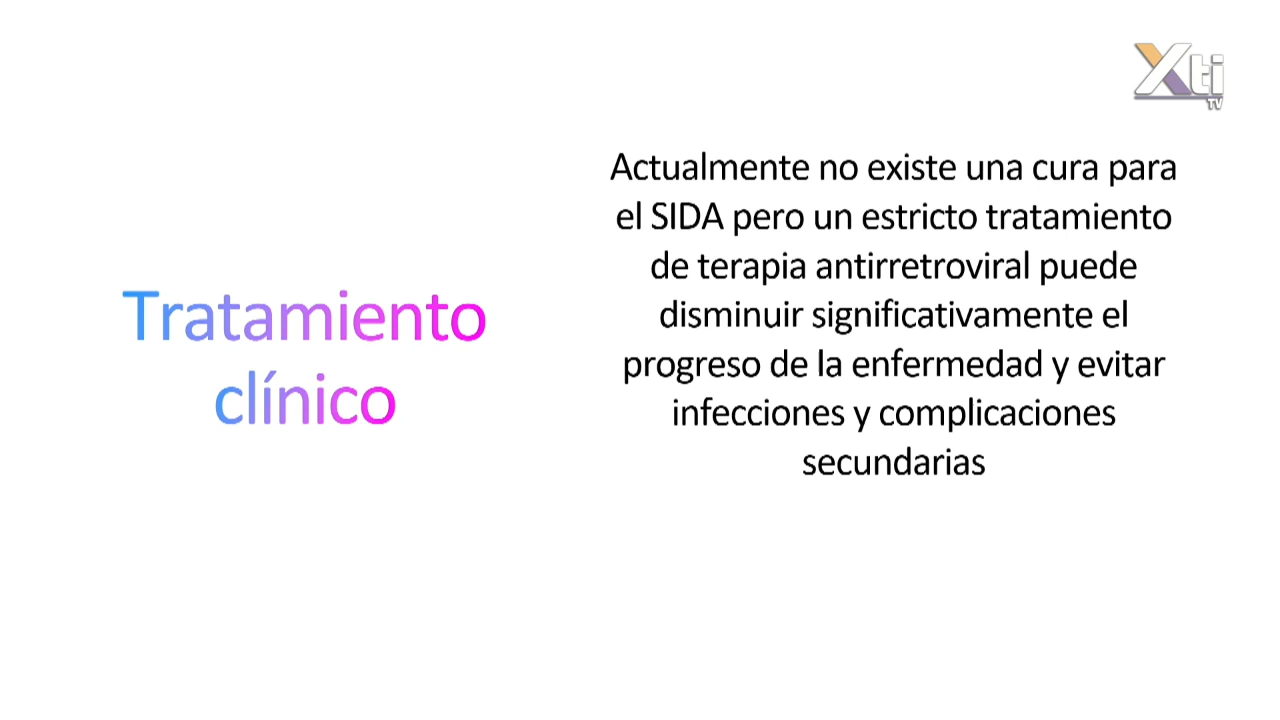 Xti
TV
Actualmente no existe una cura para
el SIDA pero un estricto tratamiento
de terapia antirretroviral puede
disminuir significativamente el
progreso de la enfermedad y evitar
infecciones y complicaciones
secundarias
Tratamiento
clínico